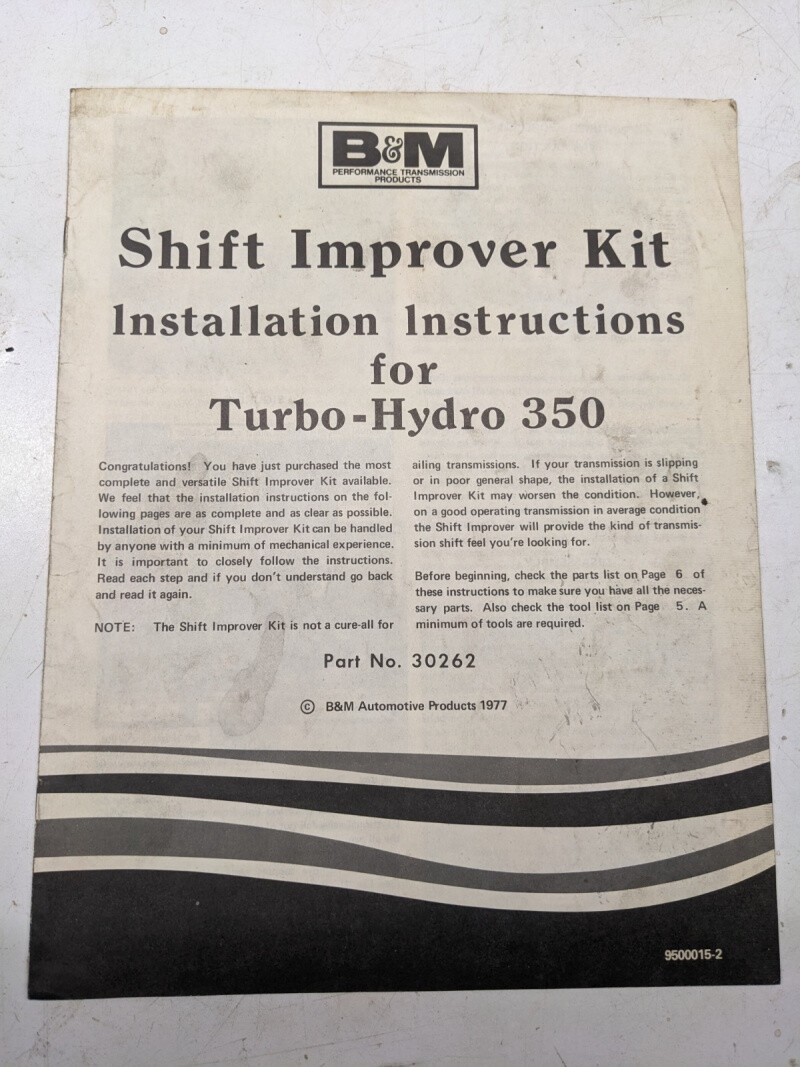 B&M
PERFORMANCE TRANSMISSION
PRODUCTS
Shift Improver Kit
Installation Instructions
for
Turbo-Hydro 350
Congratulations! You have just purchased the most
complete and versatile Shift Improver Kit available.
We feel that the installation instructions on the fol-
lowing pages are as complete and as clear as possible.
Installation of your Shift Improver Kit can be handled
by anyone with a minimum of mechanical experience.
It is important to closely follow the instructions.
Read each step and if you don't understand go back
and read it again.
NOTE: The Shift Improver Kit is not a cure-all for
ailing transmissions. If your transmission is slipping
or in poor general shape, the installation of a Shift
Improver Kit may worsen the condition. However,
on a good operating transmission in average condition
the Shift Improver will provide the kind of transmis-
sion shift feel you're looking for.
Before beginning, check the parts list on Page 6 of
these instructions to make sure you have all the neces-
sary parts. Also check the tool list on Page 5. A
minimum of tools are required.
Part No. 30262
© B&M Automotive Products 1977
9500015-2